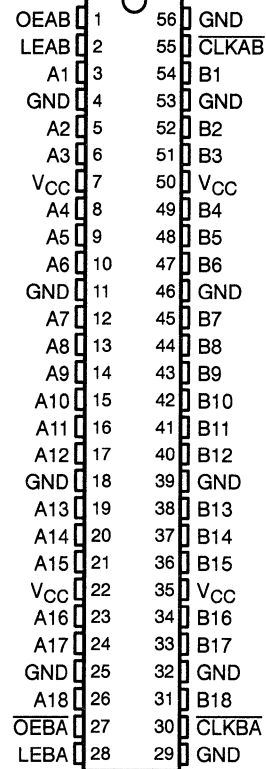 OEAB 1 56 GND
LEAB 2 55 C̅L̅K̅A̅B̅
A1 3 54 B1
GND 4 53 GND
A2 5 52 B2
A3 6 51 B3
VCC 7 50 VCC
A4 8 49 B4
A5 9 48 B5
A6 10 47 B6
GND 11 46 GND
A7 12 45 B7
A8 13 44 B8
A9 14 43 B9
A10 15 42 B10
A11 16 41 B11
A12 17 40 B12
GND 18 39 GND
A13 19 38 B13
A14 20 37 B14
A15 21 36 B15
VCC 22 35 VCC
A16 23 34 B16
A17 24 33 B17
GND 25 32 GND
A18 26 31 B18
O̅E̅B̅A̅ 27 30 C̅L̅K̅B̅A̅
LEBA 28 29 GND